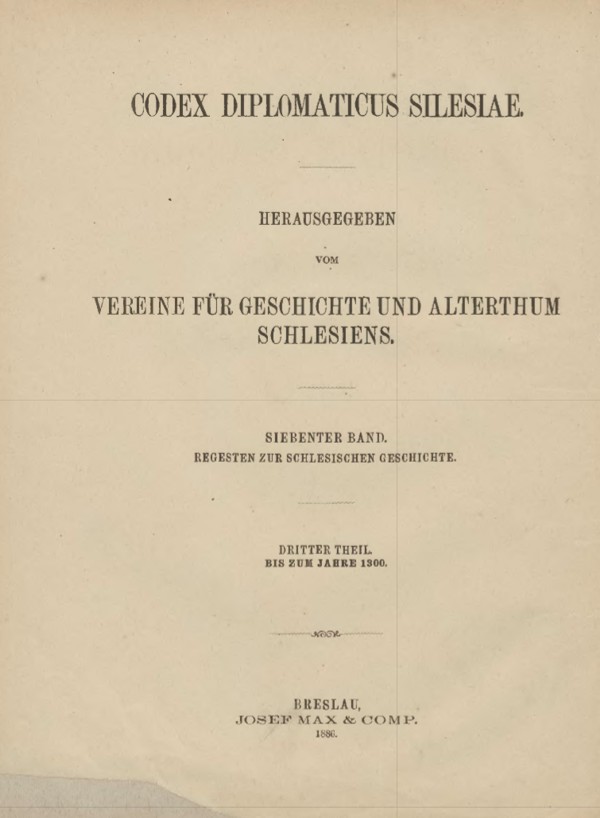 CODEX DIPLOMATICUS SILESIAE.
HERAUSGEGEBEN
VOM
VEREINE FÜR GESCHICHTE UND ALTERTHUM
SCHLESIENS.
SIEBENTER BAND.
REGESTEN ZUR SCHLESISCHEN GESCHICHTE.
DRITTER THEIL.
BIS ZUM JAHRE 1300.
BRESLAU,
JOSEF MAX & COMP.
1886.